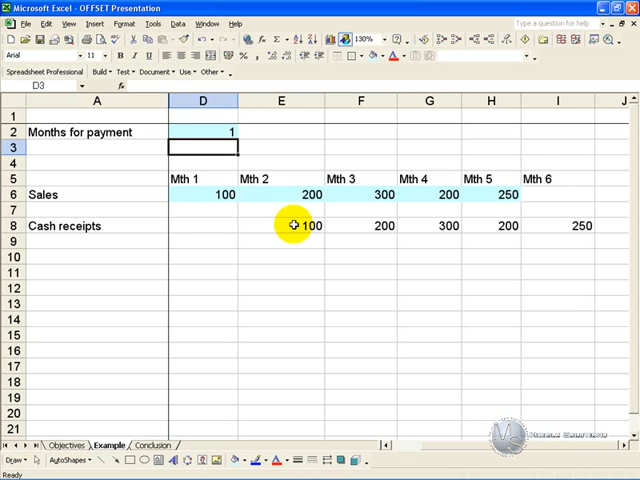 Microsoft Excel - OFFSET Presentation
File Edit View Insert Format Tools Data Window Help
Type a question for help
Arial 11 B 130%
Spreadsheet Professional Build Test Document Use Other
D3 fx
A D E F G H I J
1
2 Months for payment 1
3
4
5 Mth 1 Mth 2 Mth 3 Mth 4 Mth 5 Mth 6
6 Sales 100 200 300 200 250
7
8 Cash receipts 100 200 300 200 250
9
10
11
12
13
14
15
16
17
18
19
20
21
Objectives Example Conclusion
Draw AutoShapes
Ready